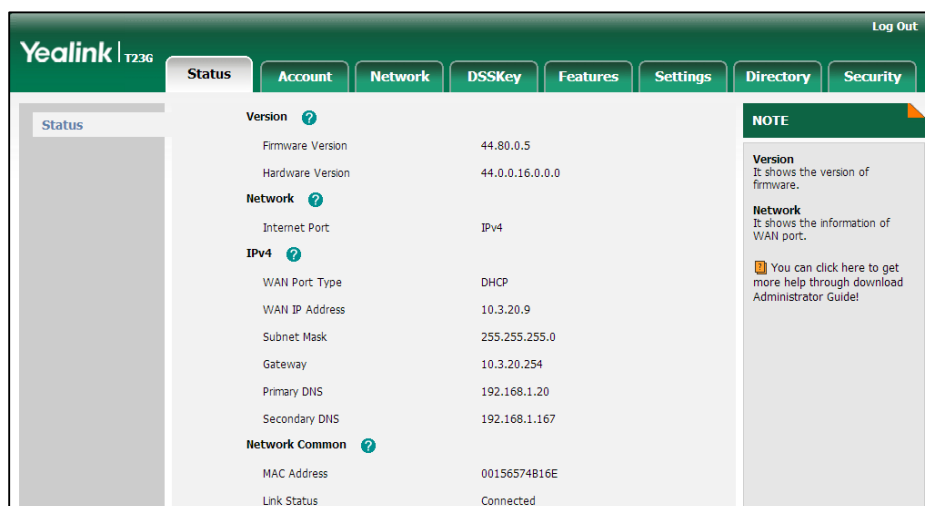 Log Out
Yealink | T23G
Status Account Network DSSKey Features Settings Directory Security
Status
Version ?
Firmware Version 44.80.0.5
Hardware Version 44.0.0.16.0.0.0
Network ?
Internet Port IPv4
IPv4 ?
WAN Port Type DHCP
WAN IP Address 10.3.20.9
Subnet Mask 255.255.255.0
Gateway 10.3.20.254
Primary DNS 192.168.1.20
Secondary DNS 192.168.1.167
Network Common ?
MAC Address 00156574B16E
Link Status Connected
NOTE
Version
It shows the version of
firmware.
Network
It shows the information of
WAN port.
? You can click here to get
more help through download
Administrator Guide!